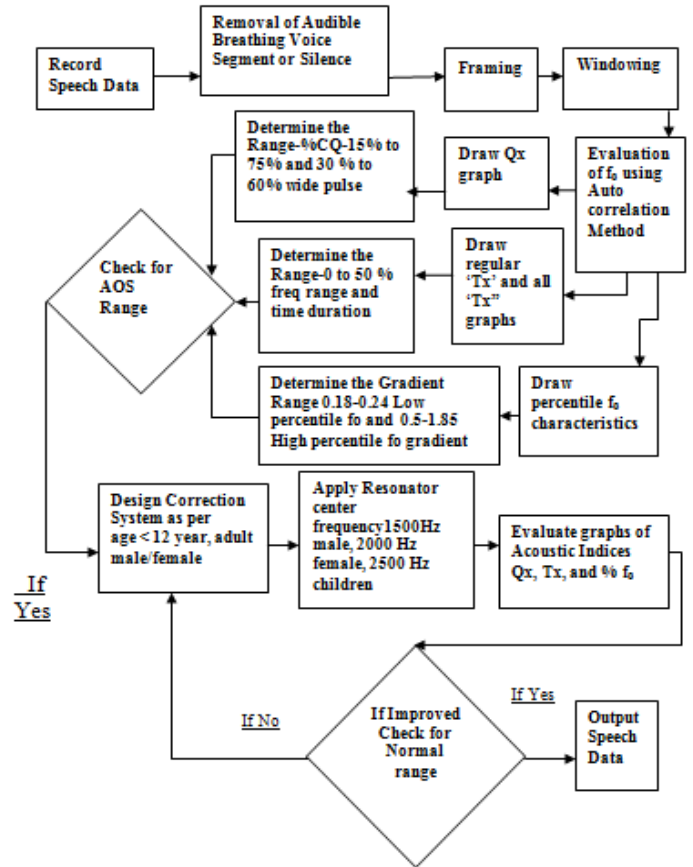 Record
Speech Data
Removal of Audible
Breathing Voice
Segment or Silence
Framing
Windowing
Evaluation
of f₀ using
Auto
correlation
Method
Draw Qx
graph
Determine the
Range-%CQ-15% to
75% and 30 % to
60% wide pulse
Draw
regular
‘Tx’ and all
‘Tx”
graphs
Determine the
Range-0 to 50 %
freq range and
time duration
Check for
AOS
Range
Draw
percentile f₀
characteristics
Determine the Gradient
Range 0.18-0.24 Low
percentile fo and 0.5-1.85
High percentile fo gradient
If
Yes
Design Correction
System as per
age < 12 year, adult
male/female
Apply Resonator
center
frequency1500Hz
male, 2000 Hz
female, 2500 Hz
children
Evaluate graphs of
Acoustic Indices
Qx, Tx, and % f₀
If Improved
Check for
Normal
range
If No
If Yes
Output
Speech
Data